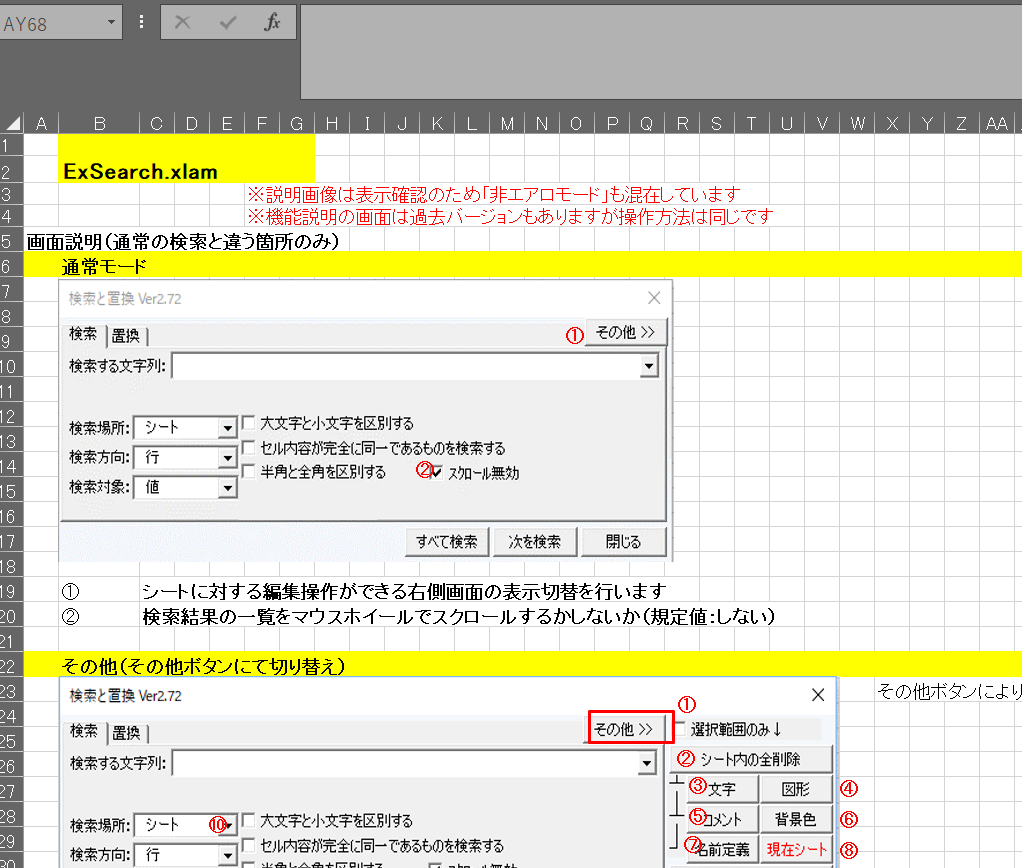 AY68
fx
A B C D E F G H I J K L M N O P Q R S T U V W X Y Z AA
1
2 ExSearch.xlam
3 ※説明画像は表示確認のため「非エアロモード」も混在しています
4 ※機能説明の画面は過去バージョンもありますが操作方法は同じです
5 画面説明（通常の検索と違う箇所のみ）
6 通常モード
7 検索と置換 Ver2.72
8
9 検索 置換 ① その他 >>
10 検索する文字列:
11
12 検索場所: シート 大文字と小文字を区別する
13 検索方向: 行 セル内容が完全に同一であるものを検索する
14 半角と全角を区別する ② スクロール無効
15 検索対象: 値
16
17 すべて検索 次を検索 閉じる
18
19 ① シートに対する編集操作ができる右側画面の表示切替を行います
20 ② 検索結果の一覧をマウスホイールでスクロールするかしないか（規定値：しない）
21
22 その他（その他ボタンにて切り替え）
23 検索と置換 Ver2.72 その他ボタンにより
24 ①
25 検索 置換 その他 >> 選択範囲のみ↓
26 検索する文字列: ② シート内の全削除
27 ③ 文字 図形 ④
28 検索場所: シート ⑩ 大文字と小文字を区別する ⑤ コメント 背景色 ⑥
29 検索方向: 行 セル内容が完全に同一であるものを検索する ⑦ 名前定義 現在シート ⑧
30 半角と全角を区別する スクロール無効